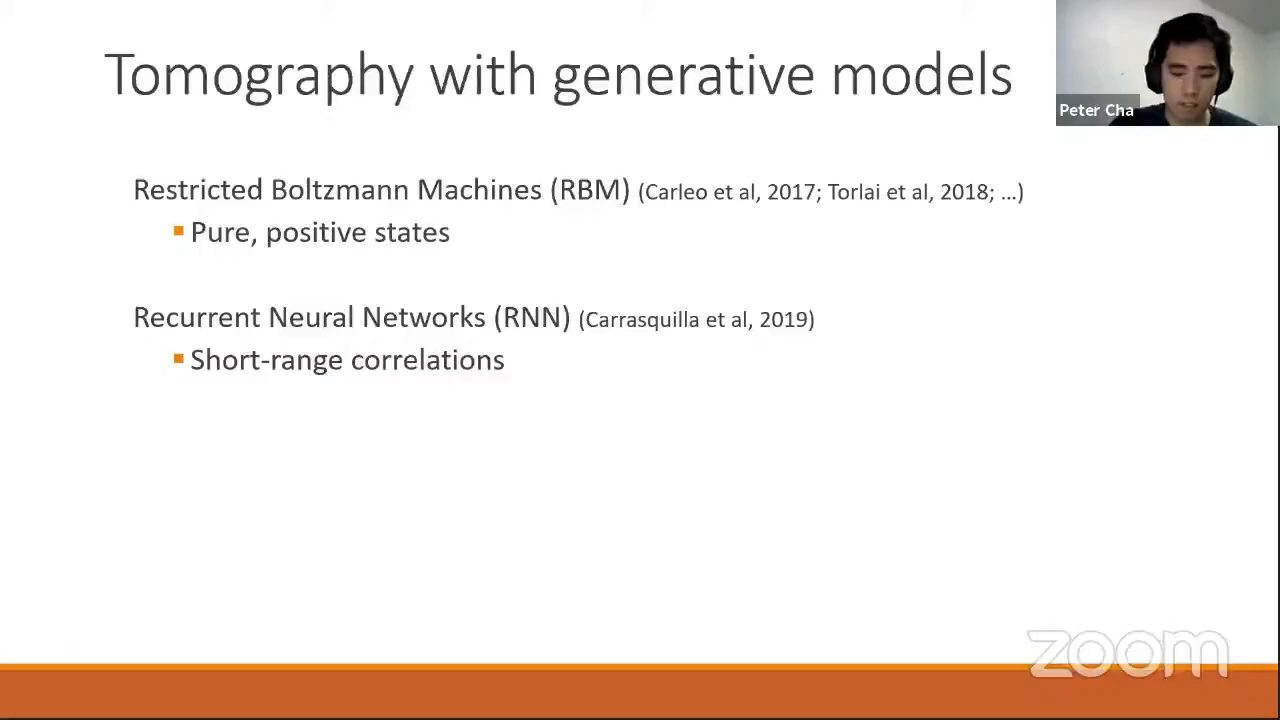 Tomography with generative models
Peter Cha
Restricted Boltzmann Machines (RBM) (Carleo et al, 2017; Torlai et al, 2018; ...)
▪ Pure, positive states
Recurrent Neural Networks (RNN) (Carrasquilla et al, 2019)
▪ Short-range correlations
zoom